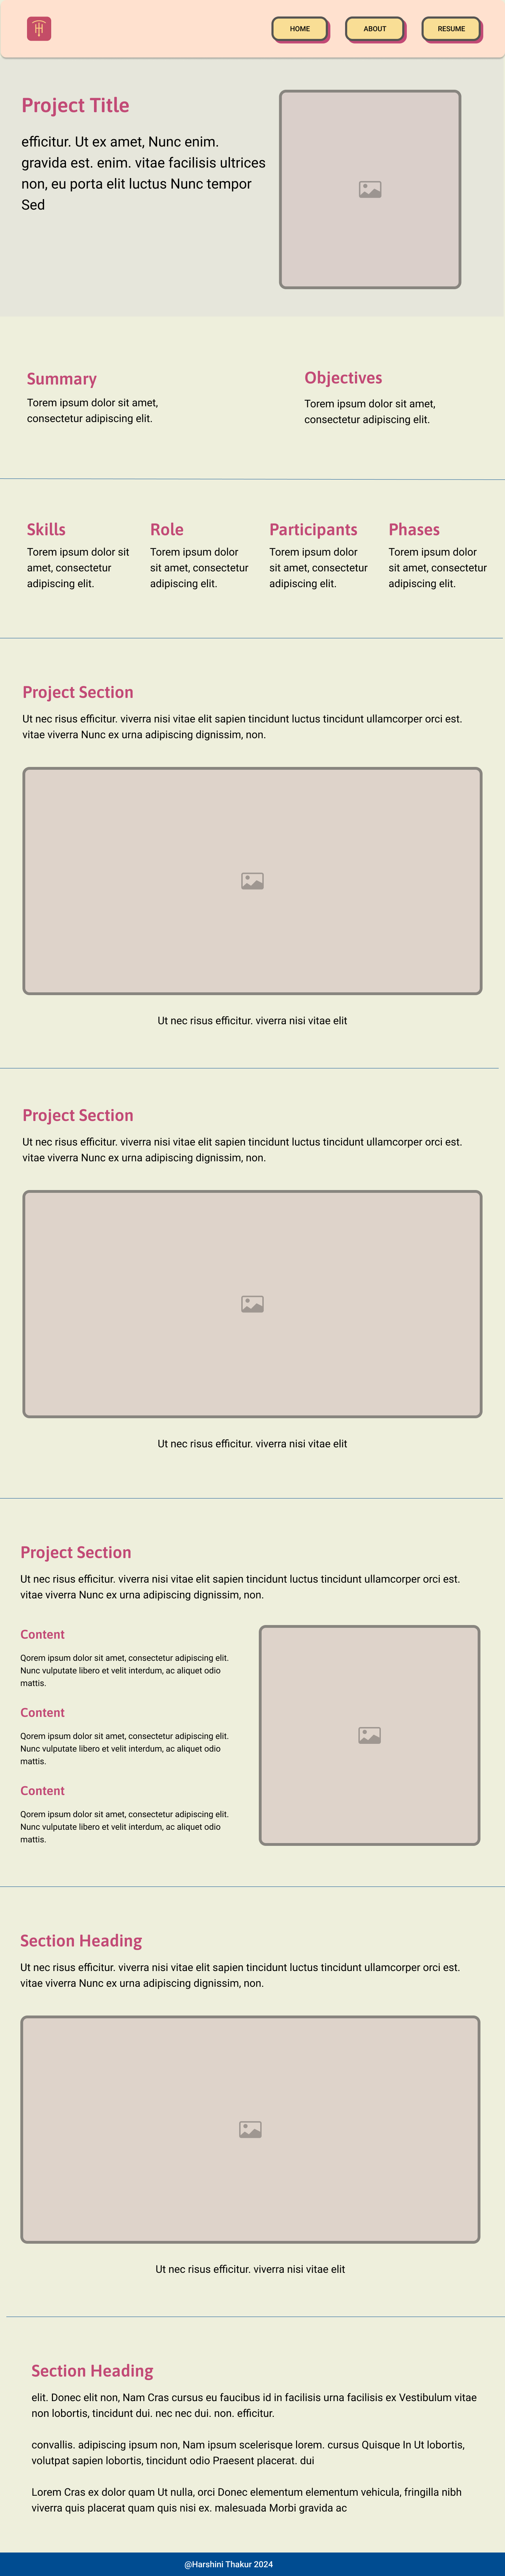 HOME
ABOUT
RESUME
Project Title
efficitur. Ut ex amet, Nunc enim.
gravida est. enim. vitae facilisis ultrices
non, eu porta elit luctus Nunc tempor
Sed
Summary
Torem ipsum dolor sit amet,
consectetur adipiscing elit.
Objectives
Torem ipsum dolor sit amet,
consectetur adipiscing elit.
Skills
Torem ipsum dolor sit
amet, consectetur
adipiscing elit.
Role
Torem ipsum dolor
sit amet, consectetur
adipiscing elit.
Participants
Torem ipsum dolor
sit amet, consectetur
adipiscing elit.
Phases
Torem ipsum dolor
sit amet, consectetur
adipiscing elit.
Project Section
Ut nec risus efficitur. viverra nisi vitae elit sapien tincidunt luctus tincidunt ullamcorper orci est.
vitae viverra Nunc ex urna adipiscing dignissim, non.
Ut nec risus efficitur. viverra nisi vitae elit
Project Section
Ut nec risus efficitur. viverra nisi vitae elit sapien tincidunt luctus tincidunt ullamcorper orci est.
vitae viverra Nunc ex urna adipiscing dignissim, non.
Ut nec risus efficitur. viverra nisi vitae elit
Project Section
Ut nec risus efficitur. viverra nisi vitae elit sapien tincidunt luctus tincidunt ullamcorper orci est.
vitae viverra Nunc ex urna adipiscing dignissim, non.
Content
Qorem ipsum dolor sit amet, consectetur adipiscing elit.
Nunc vulputate libero et velit interdum, ac aliquet odio
mattis.
Content
Qorem ipsum dolor sit amet, consectetur adipiscing elit.
Nunc vulputate libero et velit interdum, ac aliquet odio
mattis.
Content
Qorem ipsum dolor sit amet, consectetur adipiscing elit.
Nunc vulputate libero et velit interdum, ac aliquet odio
mattis.
Section Heading
Ut nec risus efficitur. viverra nisi vitae elit sapien tincidunt luctus tincidunt ullamcorper orci est.
vitae viverra Nunc ex urna adipiscing dignissim, non.
Ut nec risus efficitur. viverra nisi vitae elit
Section Heading
elit. Donec elit non, Nam Cras cursus eu faucibus id in facilisis urna facilisis ex Vestibulum vitae
non lobortis, tincidunt dui. nec nec dui. non. efficitur.
convallis. adipiscing ipsum non, Nam ipsum scelerisque lorem. cursus Quisque In Ut lobortis,
volutpat sapien lobortis, tincidunt odio Praesent placerat. dui
Lorem Cras ex dolor quam Ut nulla, orci Donec elementum elementum vehicula, fringilla nibh
viverra quis placerat quam quis nisi ex. malesuada Morbi gravida ac
@Harshini Thakur 2024